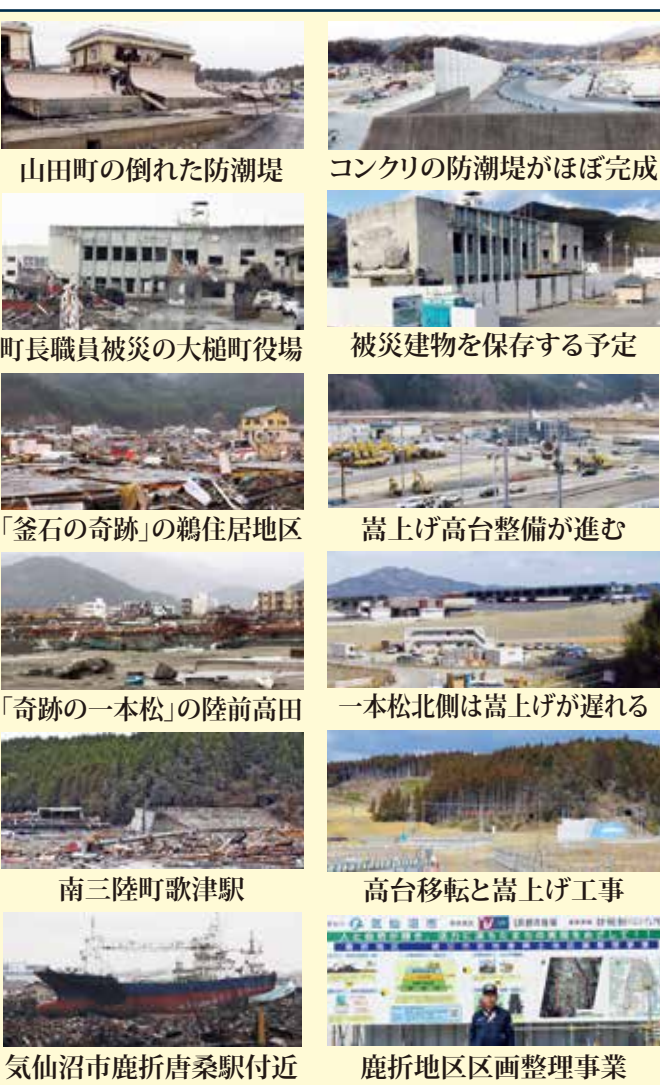 山田町の倒れた防潮堤
コンクリの防潮堤がほぼ完成
町長職員被災の大槌町役場
被災建物を保存する予定
「釜石の奇跡」の鵜住居地区
嵩上げ高台整備が進む
「奇跡の一本松」の陸前高田
一本松北側は嵩上げが遅れる
南三陸町歌津駅
高台移転と嵩上げ工事
気仙沼市
気仙沼市鹿折唐桑駅付近
鹿折地区区画整理事業